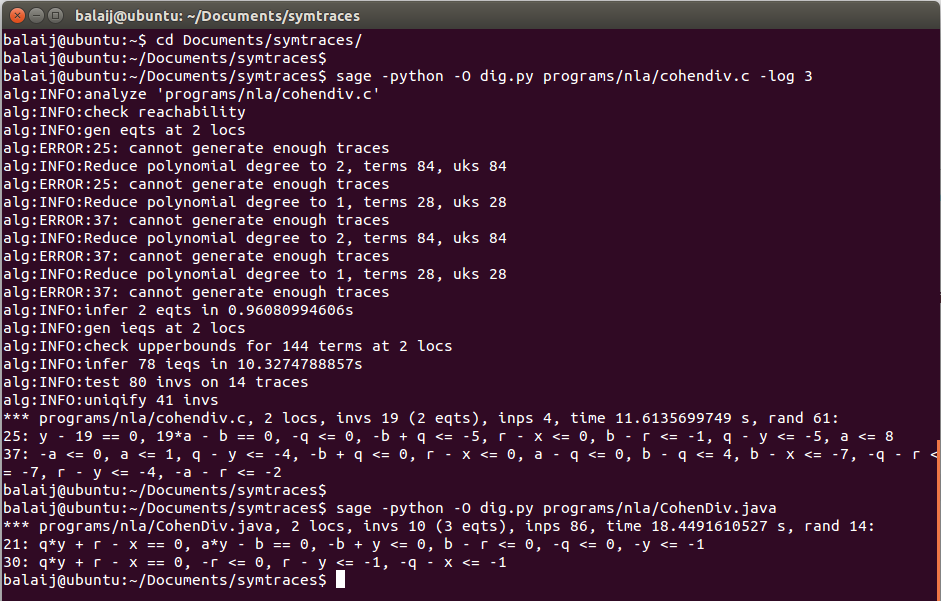 balaij@ubuntu: ~/Documents/symtraces
balaij@ubuntu:~$ cd Documents/symtraces/
balaij@ubuntu:~/Documents/symtraces$
balaij@ubuntu:~/Documents/symtraces$ sage -python -O dig.py programs/nla/cohendiv.c -log 3
alg:INFO:analyze 'programs/nla/cohendiv.c'
alg:INFO:check reachability
alg:INFO:gen eqts at 2 locs
alg:ERROR:25: cannot generate enough traces
alg:INFO:Reduce polynomial degree to 2, terms 84, uks 84
alg:ERROR:25: cannot generate enough traces
alg:INFO:Reduce polynomial degree to 1, terms 28, uks 28
alg:ERROR:37: cannot generate enough traces
alg:INFO:Reduce polynomial degree to 2, terms 84, uks 84
alg:ERROR:37: cannot generate enough traces
alg:INFO:Reduce polynomial degree to 1, terms 28, uks 28
alg:ERROR:37: cannot generate enough traces
alg:INFO:infer 2 eqts in 0.96080994606s
alg:INFO:gen ieqs at 2 locs
alg:INFO:check upperbounds for 144 terms at 2 locs
alg:INFO:infer 78 ieqs in 10.3274788857s
alg:INFO:test 80 invs on 14 traces
alg:INFO:uniqify 41 invs
*** programs/nla/cohendiv.c, 2 locs, invs 19 (2 eqts), inps 4, time 11.6135699749 s, rand 61:
25: y - 19 == 0, 19*a - b == 0, -q <= 0, -b + q <= -5, r - x <= 0, b - r <= -1, q - y <= -5, a <= 8
37: -a <= 0, a <= 1, q - y <= -4, -b + q <= 0, r - x <= 0, a - q <= 0, b - q <= 4, b - x <= -7, -q - r <
= -7, r - y <= -4, -a - r <= -2
balaij@ubuntu:~/Documents/symtraces$
balaij@ubuntu:~/Documents/symtraces$ sage -python -O dig.py programs/nla/CohenDiv.java
*** programs/nla/CohenDiv.java, 2 locs, invs 10 (3 eqts), inps 86, time 18.4491610527 s, rand 14:
21: q*y + r - x == 0, a*y - b == 0, -b + y <= 0, b - r <= 0, -q <= 0, -y <= -1
30: q*y + r - x == 0, -r <= 0, r - y <= -1, -q - x <= -1
balaij@ubuntu:~/Documents/symtraces$